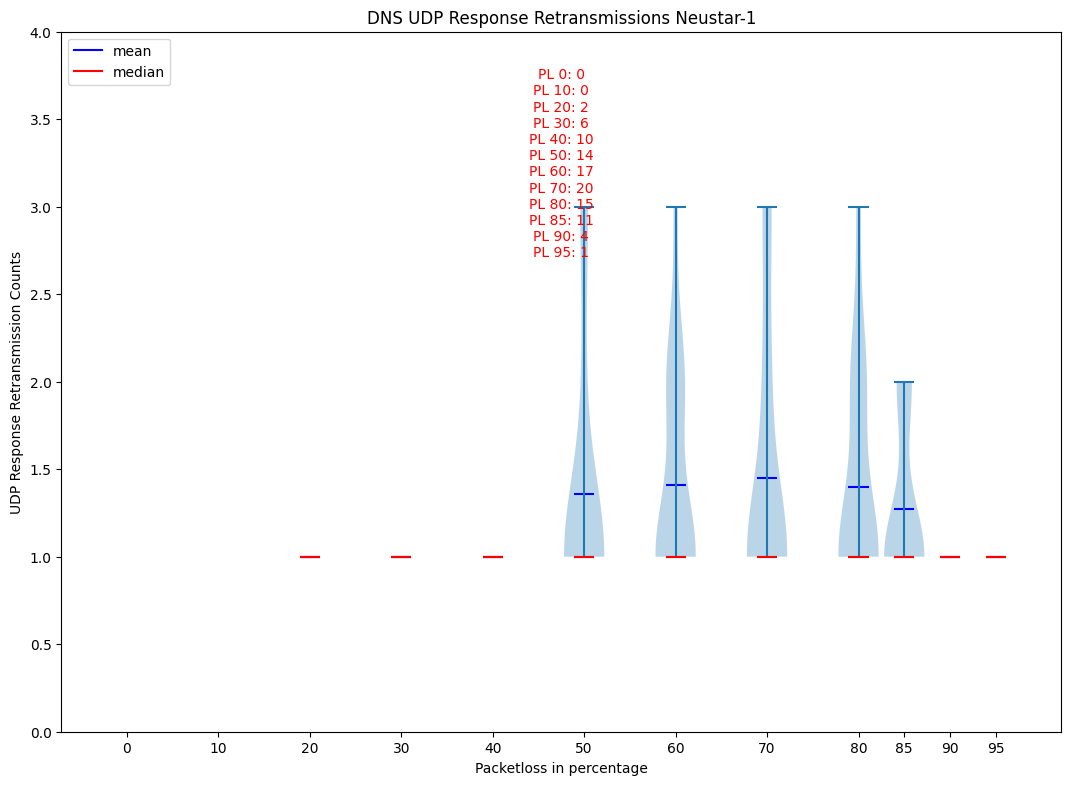 DNS UDP Response Retransmissions Neustar-1
mean
median
PL 0: 0
PL 10: 0
PL 20: 2
PL 30: 6
PL 40: 10
PL 50: 14
PL 60: 17
PL 70: 20
PL 80: 15
PL 85: 11
PL 90: 4
PL 95: 1
UDP Response Retransmission Counts
4.0
3.5
3.0
2.5
2.0
1.5
1.0
0.5
0.0
0 10 20 30 40 50 60 70 80 85 90 95
Packetloss in percentage